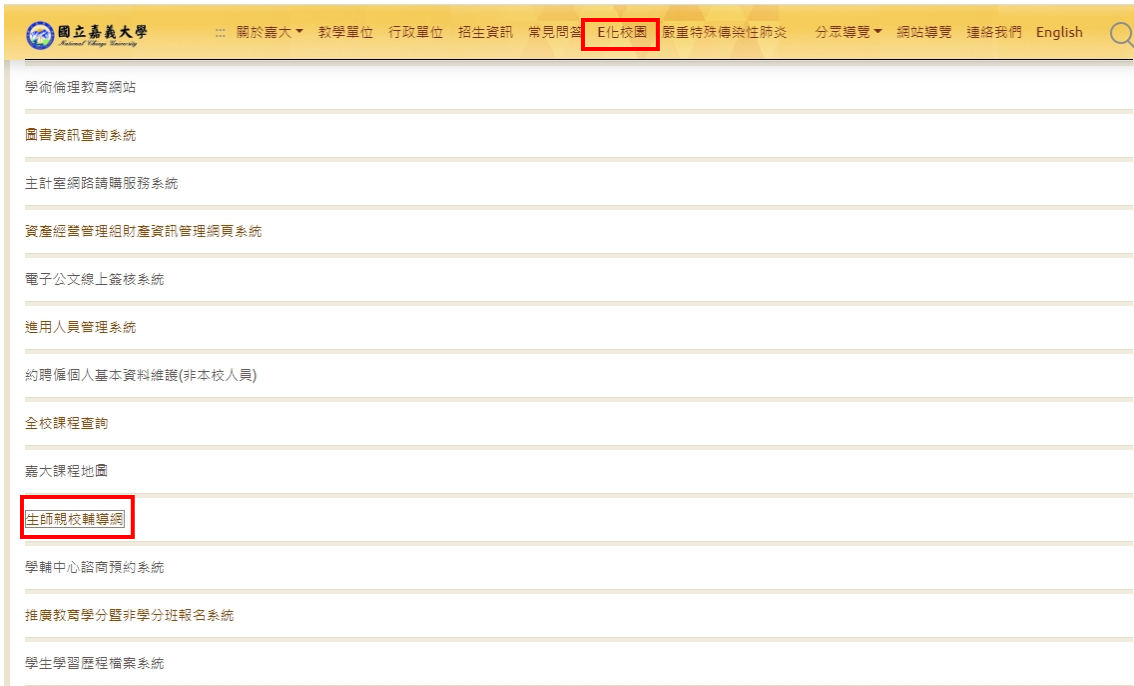 國立嘉義大學
National Chiayi University
::: 關於嘉大 教學單位 行政單位 招生資訊 常見問答 E化校園 嚴重特殊傳染性肺炎 分眾導覽 網站導覽 連絡我們 English
學術倫理教育網站
圖書資訊查詢系統
主計室網路請購服務系統
資產經營管理組財產資訊管理網頁系統
電子公文線上簽核系統
進用人員管理系統
約聘僱個人基本資料維護(非本校人員)
全校課程查詢
嘉大課程地圖
生師親校輔導網
學輔中心諮商預約系統
推廣教育學分暨非學分班報名系統
學生學習歷程檔案系統